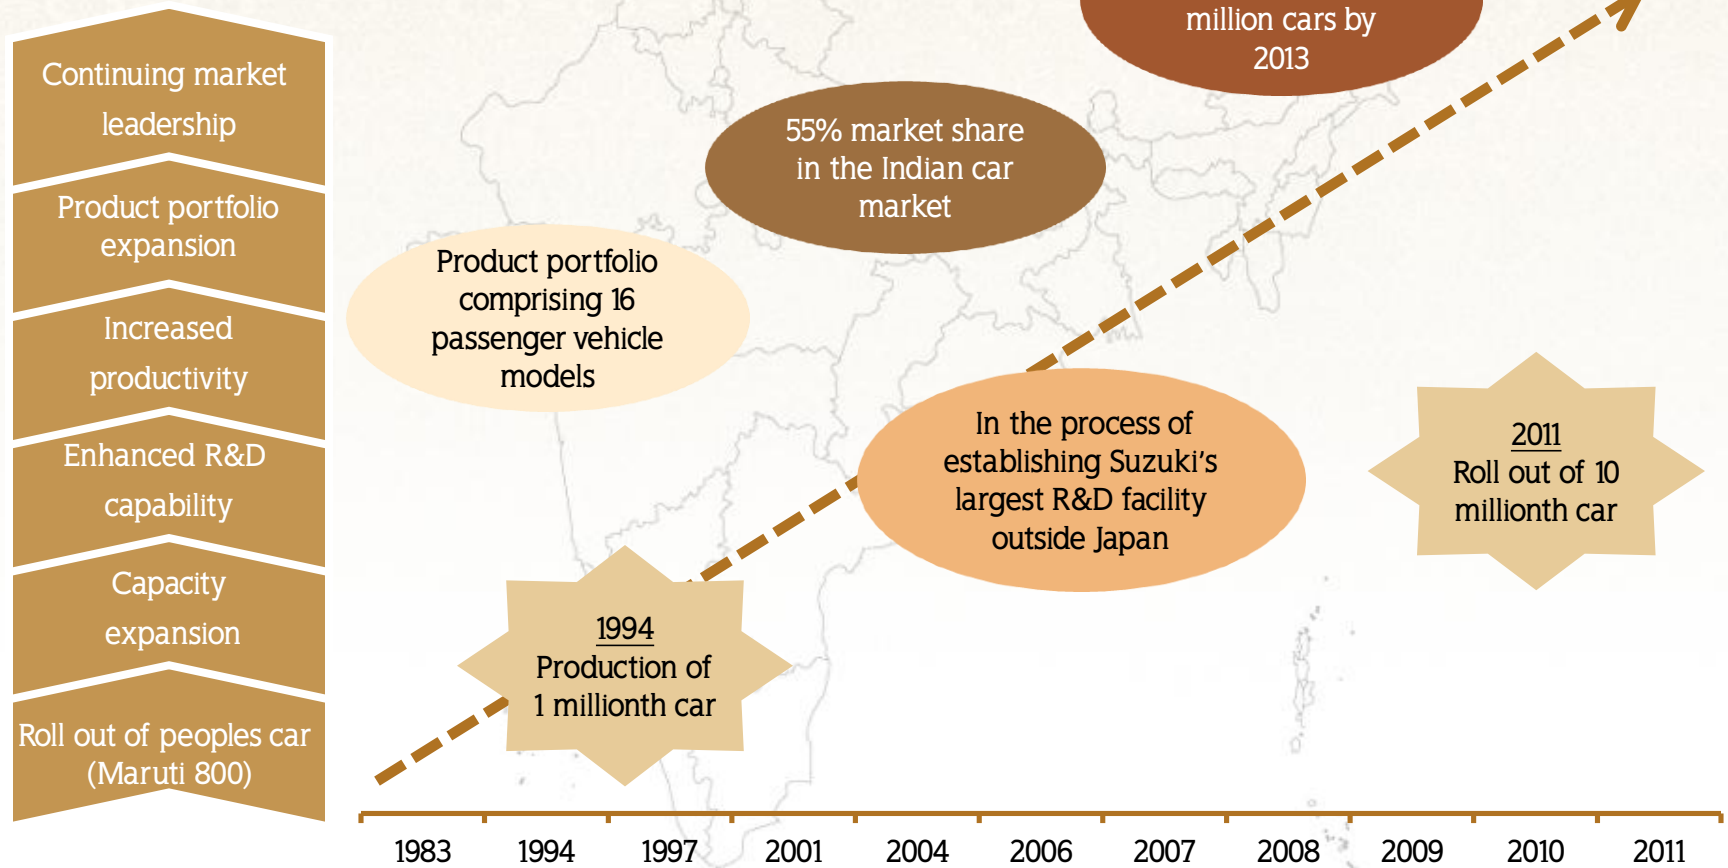 Continuing market
leadership
Product portfolio
expansion
Increased
productivity
Enhanced R&D
capability
Capacity
expansion
Roll out of peoples car
(Maruti 800)
million cars by
2013
55% market share
in the Indian car
market
Product portfolio
comprising 16
passenger vehicle
models
In the process of
establishing Suzuki’s
largest R&D facility
outside Japan
2011
Roll out of 10
millionth car
1994
Production of
1 millionth car
1983 1994 1997 2001 2004 2006 2007 2008 2009 2010 2011